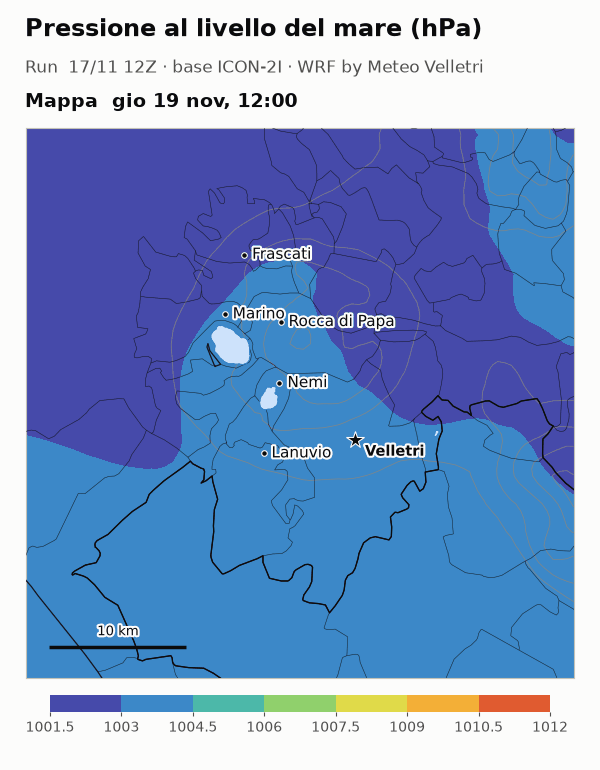 Pressione al livello del mare (hPa)
Run  17/11 12Z · base ICON-2I · WRF by Meteo Velletri
Mappa  gio 19 nov, 12:00
Frascati
Marino
Rocca di Papa
Nemi
Velletri
Lanuvio
10 km
1001.5 1003 1004.5 1006 1007.5 1009 1010.5 1012